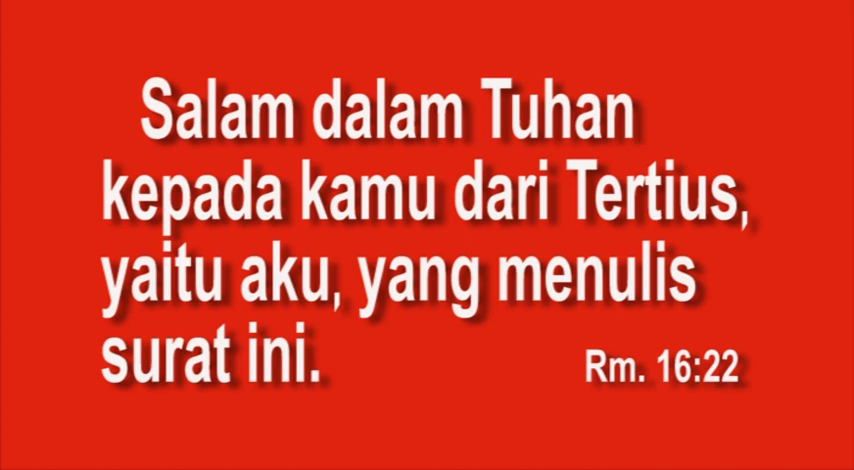 Salam dalam Tuhan
kepada kamu dari Tertius,
yaitu aku, yang menulis
surat ini.
Rm. 16:22